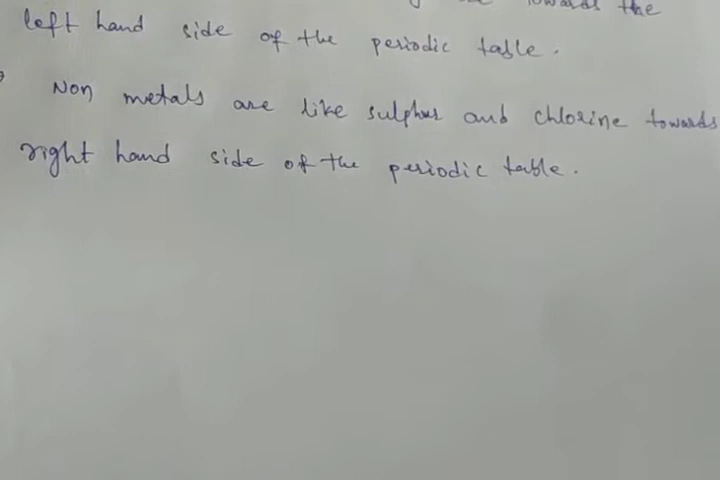 towards the
left hand side of the periodic table.
Non metals are like sulphur and chlorine towards
right hand side of the periodic table.